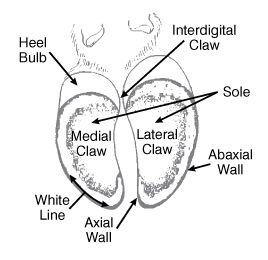 Heel
Bulb
Interdigital
Claw
Sole
Medial
Claw
Lateral
Claw
Abaxial
Wall
White
Line
Axial
Wall